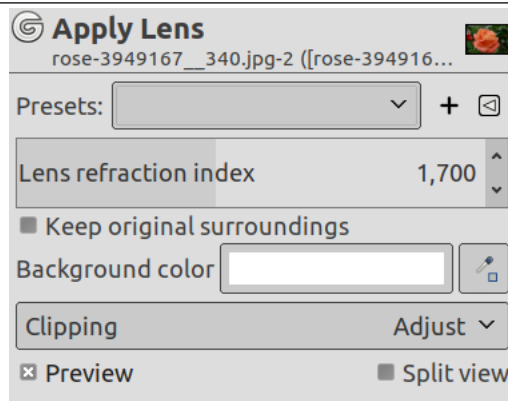 Apply Lens
rose-3949167__340.jpg-2 ([rose-394916...
Presets:
Lens refraction index 1,700
Keep original surroundings
Background color
Clipping Adjust
Preview Split view